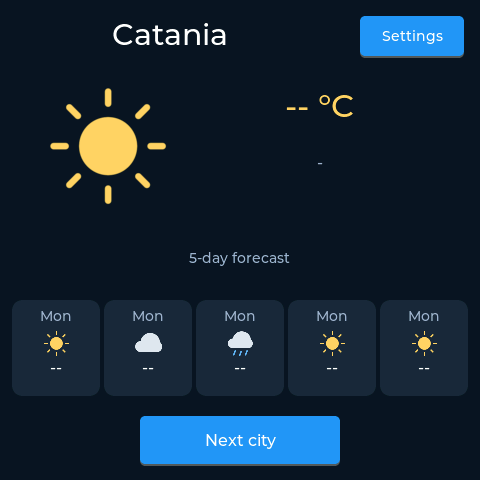 Catania
Settings
-- °C
-
5-day forecast
Mon Mon Mon Mon Mon
-- -- -- -- --
Next city